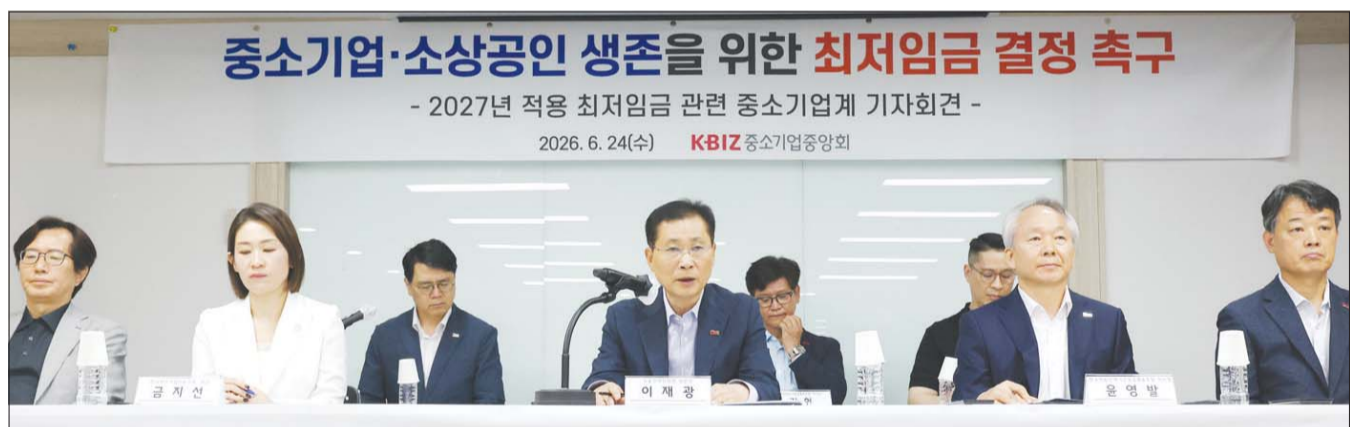 중소기업·소상공인 생존을 위한 최저임금 결정 촉구
- 2027년 적용 최저임금 관련 중소기업계 기자회견 -
2026. 6. 24(수) K-BIZ 중소기업중앙회
금 지 선
이 재 광
윤 영 발